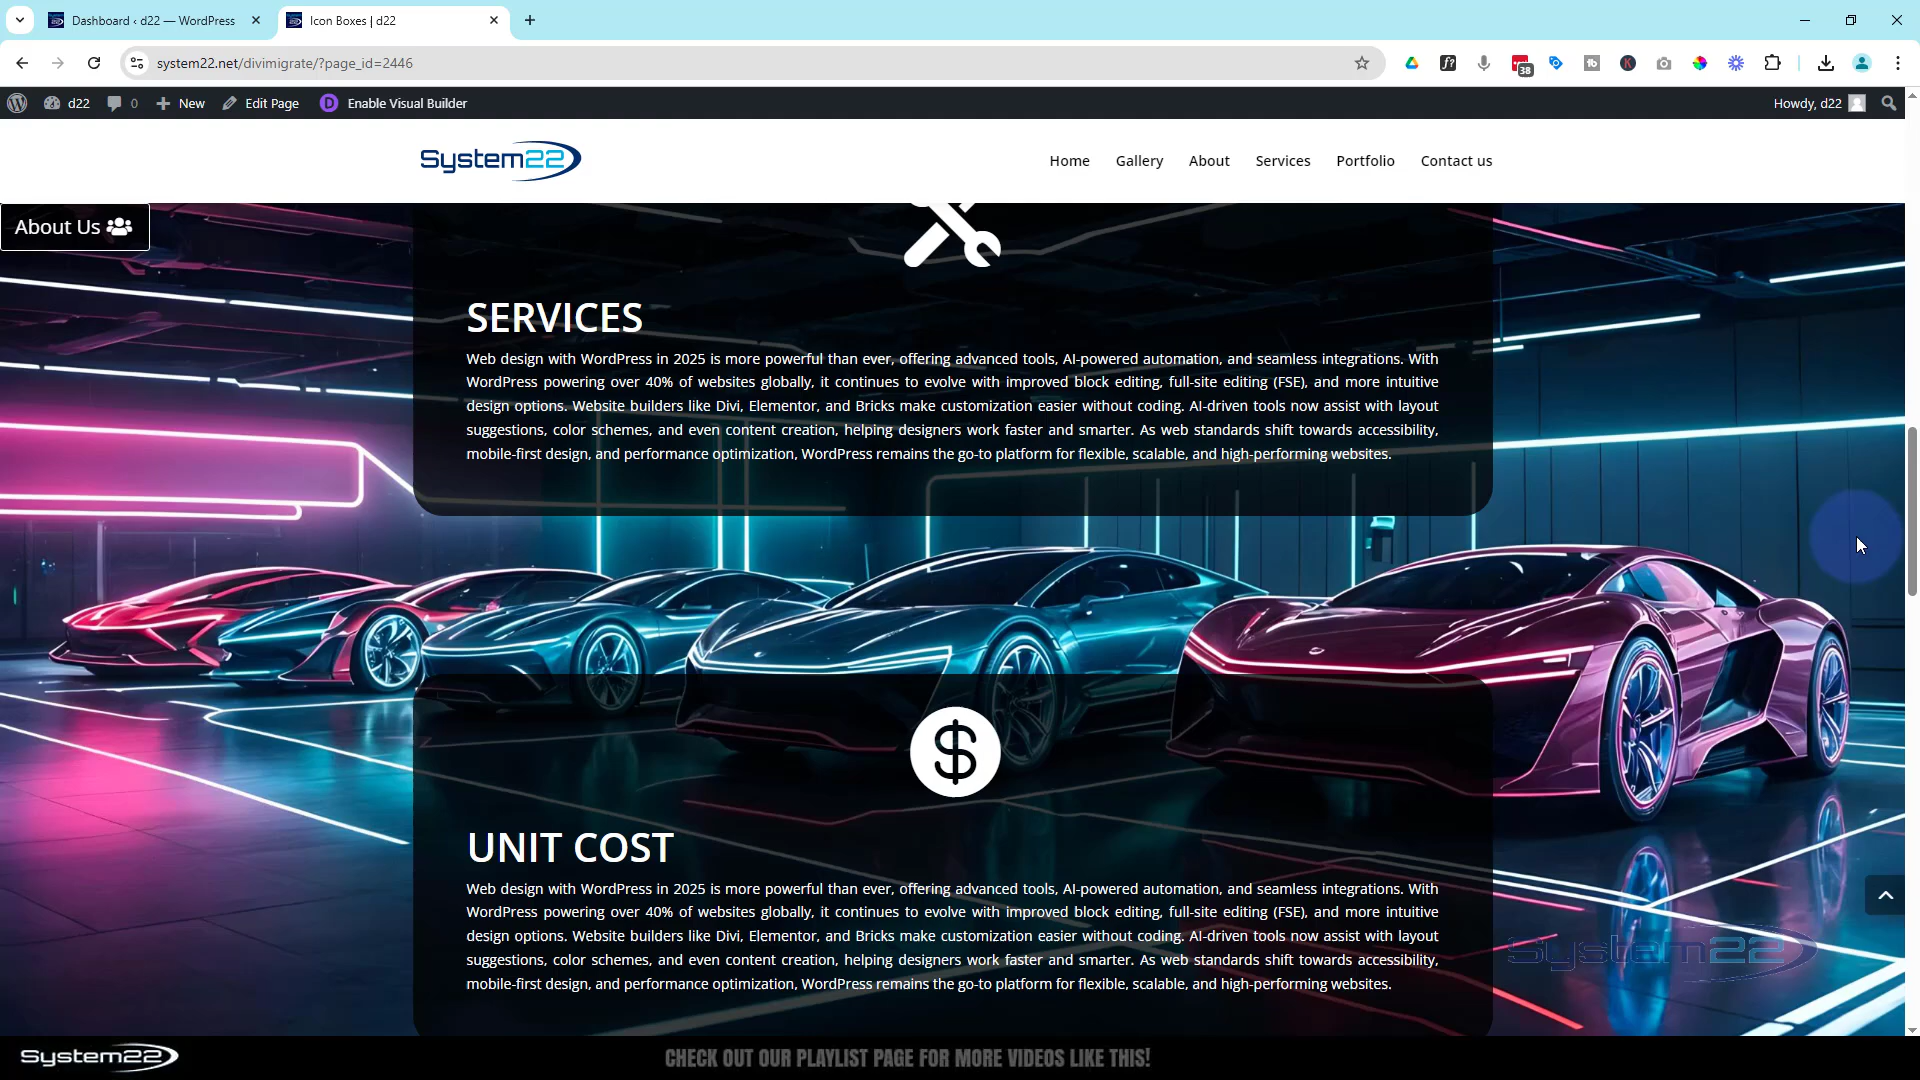 Dashboard ‹ d22 — WordPress
Icon Boxes | d22
system22.net/divimigrate/?page_id=2446
f?
38
tb
K
d22
0
New
Edit Page
D
Enable Visual Builder
Howdy, d22
System22
Home
Gallery
About
Services
Portfolio
Contact us
About Us
SERVICES
Web design with WordPress in 2025 is more powerful than ever, offering advanced tools, AI-powered automation, and seamless integrations. With
WordPress powering over 40% of websites globally, it continues to evolve with improved block editing, full-site editing (FSE), and more intuitive
design options. Website builders like Divi, Elementor, and Bricks make customization easier without coding. AI-driven tools now assist with layout
suggestions, color schemes, and even content creation, helping designers work faster and smarter. As web standards shift towards accessibility,
mobile-first design, and performance optimization, WordPress remains the go-to platform for flexible, scalable, and high-performing websites.
$
UNIT COST
Web design with WordPress in 2025 is more powerful than ever, offering advanced tools, AI-powered automation, and seamless integrations. With
WordPress powering over 40% of websites globally, it continues to evolve with improved block editing, full-site editing (FSE), and more intuitive
design options. Website builders like Divi, Elementor, and Bricks make customization easier without coding. AI-driven tools now assist with layout
suggestions, color schemes, and even content creation, helping designers work faster and smarter. As web standards shift towards accessibility,
mobile-first design, and performance optimization, WordPress remains the go-to platform for flexible, scalable, and high-performing websites.
System22
System22
CHECK OUT OUR PLAYLIST PAGE FOR MORE VIDEOS LIKE THIS!